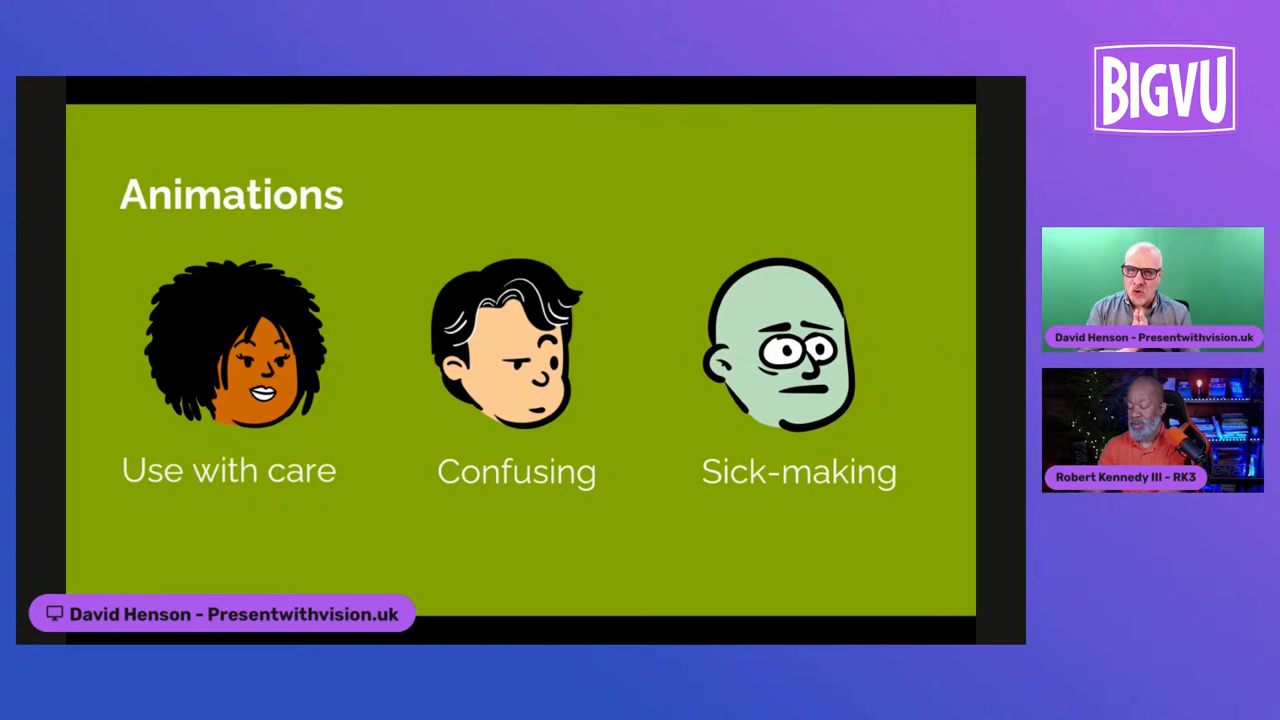 BIGVU
Animations
Use with care
Confusing
Sick-making
David Henson - Presentwithvision.uk
David Henson - Presentwithvision.uk
Robert Kennedy III - RK3